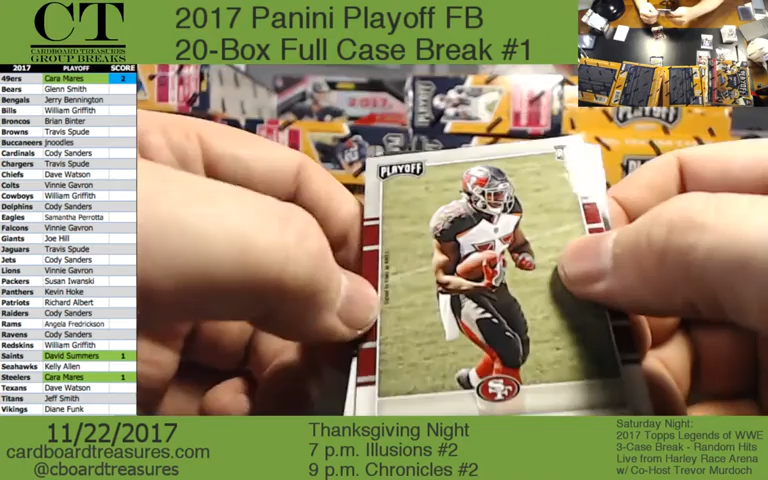 CT
CARDBOARD TREASURES
GROUP BREAKS
2017 Panini Playoff FB
20-Box Full Case Break #1
2017 PLAYOFF SCORE
49ers Cara Mares 2
Bears Glenn Smith
Bengals Jerry Bennington
Bills William Griffith
Broncos Brian Binter
Browns Travis Spude
Buccaneers Jnoodles
Cardinals Cody Sanders
Chargers Travis Spude
Chiefs Dave Watson
Colts Vinnie Gavron
Cowboys William Griffith
Dolphins Cody Sanders
Eagles Samantha Perrotta
Falcons Vinnie Gavron
Giants Joe Hill
Jaguars Travis Spude
Jets Cody Sanders
Lions Vinnie Gavron
Packers Susan Iwanski
Panthers Kevin Hoke
Patriots Richard Albert
Raiders Cody Sanders
Rams Angela Fredrickson
Ravens Cody Sanders
Redskins William Griffith
Saints David Summers 1
Seahawks Kelly Allen
Steelers Cara Mares 1
Texans Dave Watson
Titans Jeff Smith
Vikings Diane Funk
PLAYOFF
11/22/2017
cardboardtreasures.com
@cboardtreasures
Thanksgiving Night
7 p.m. Illusions #2
9 p.m. Chronicles #2
Saturday Night:
2017 Topps Legends of WWE
3-Case Break - Random Hits
Live from Harley Race Arena
w/ Co-Host Trevor Murdoch